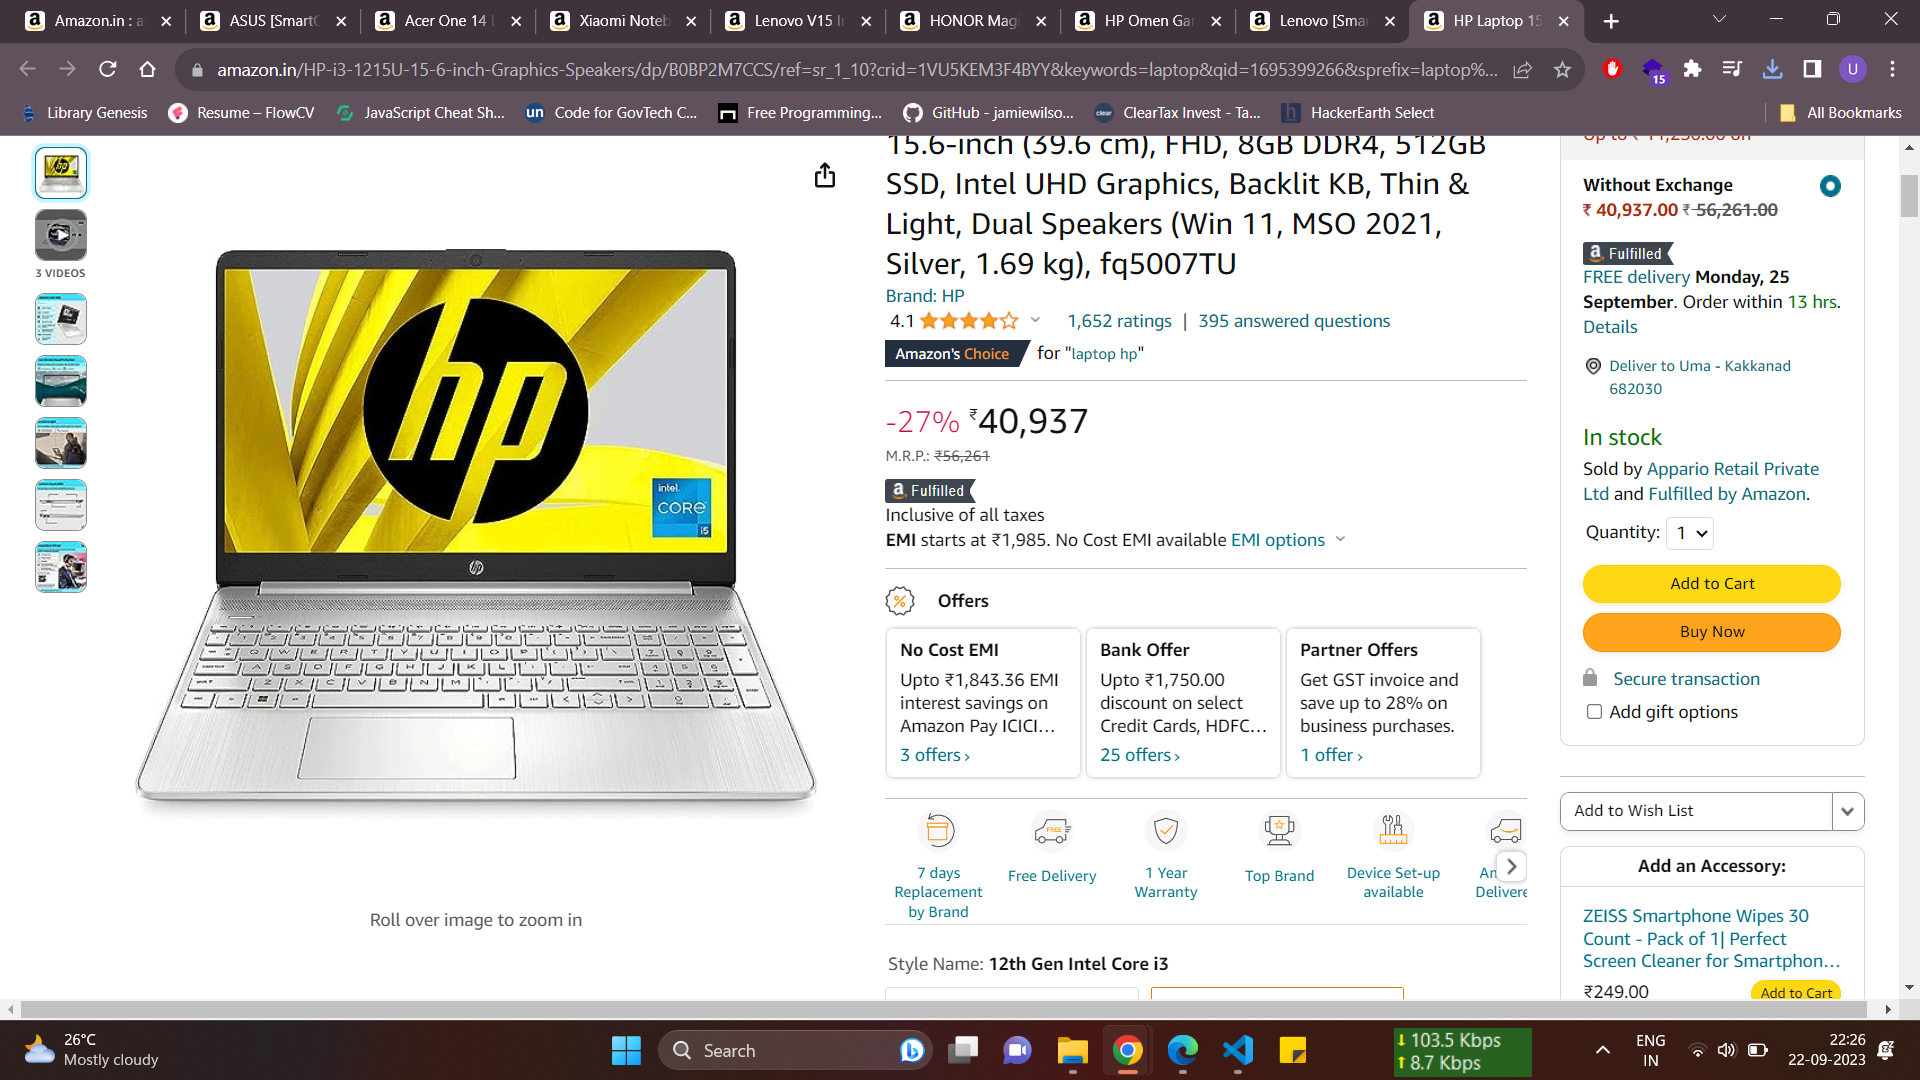 Amazon.in : a
ASUS [SmartC
Acer One 14 L
Xiaomi Noteb
Lenovo V15 In
HONOR Magi
HP Omen Gar
Lenovo [Smar
HP Laptop 15
amazon.in/HP-i3-1215U-15-6-inch-Graphics-Speakers/dp/B0BP2M7CCS/ref=sr_1_10?crid=1VU5KEM3F4BYY&keywords=laptop&qid=1695399266&sprefix=laptop%...
15
U
Library Genesis
Resume – FlowCV
JavaScript Cheat Sh...
un Code for GovTech C...
Free Programming...
GitHub - jamiewilso...
clear ClearTax Invest - Ta...
h HackerEarth Select
All Bookmarks
3 VIDEOS
hp
intel.
CORE
i5
hp
Roll over image to zoom in
15.6-inch (39.6 cm), FHD, 8GB DDR4, 512GB
SSD, Intel UHD Graphics, Backlit KB, Thin &
Light, Dual Speakers (Win 11, MSO 2021,
Silver, 1.69 kg), fq5007TU
Brand: HP
4.1 1,652 ratings | 395 answered questions
Amazon's Choice for "laptop hp"
-27% ₹40,937
M.R.P.: ₹56,261
a Fulfilled
Inclusive of all taxes
EMI starts at ₹1,985. No Cost EMI available EMI options
% Offers
No Cost EMI
Upto ₹1,843.36 EMI
interest savings on
Amazon Pay ICICI...
3 offers ›
Bank Offer
Upto ₹1,750.00
discount on select
Credit Cards, HDFC...
25 offers ›
Partner Offers
Get GST invoice and
save up to 28% on
business purchases.
1 offer ›
7 days
Replacement
by Brand
FREE
Free Delivery
1 Year
Warranty
Top Brand
Device Set-up
available
Delivere
Style Name: 12th Gen Intel Core i3
Without Exchange
₹ 40,937.00 ₹ 56,261.00
a Fulfilled
FREE delivery Monday, 25
September. Order within 13 hrs.
Details
Deliver to Uma - Kakkanad
682030
In stock
Sold by Appario Retail Private
Ltd and Fulfilled by Amazon.
Quantity: 1
Add to Cart
Buy Now
Secure transaction
Add gift options
Add to Wish List
Add an Accessory:
ZEISS Smartphone Wipes 30
Count - Pack of 1| Perfect
Screen Cleaner for Smartphon...
₹249.00
Add to Cart
26°C
Mostly cloudy
Search
103.5 Kbps
8.7 Kbps
ENG
IN
22:26
22-09-2023